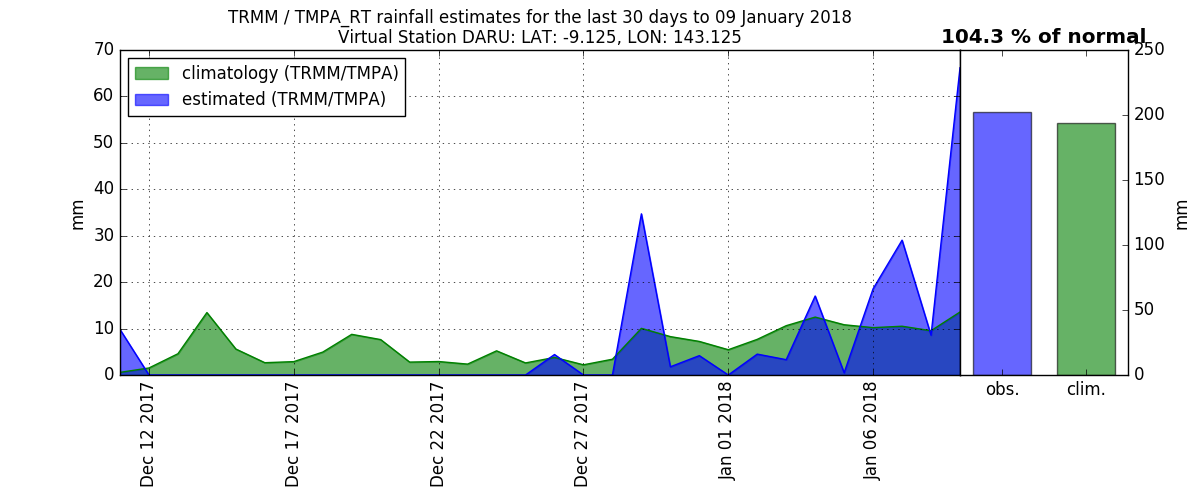 TRMM / TMPA_RT rainfall estimates for the last 30 days to 09 January 2018
Virtual Station DARU: LAT: -9.125, LON: 143.125
104.3 % of normal
climatology (TRMM/TMPA)
estimated (TRMM/TMPA)
70
60
50
40
30
20
10
0
mm
Dec 12 2017
Dec 17 2017
Dec 22 2017
Dec 27 2017
Jan 01 2018
Jan 06 2018
obs.
clim.
250
200
150
100
50
0
mm